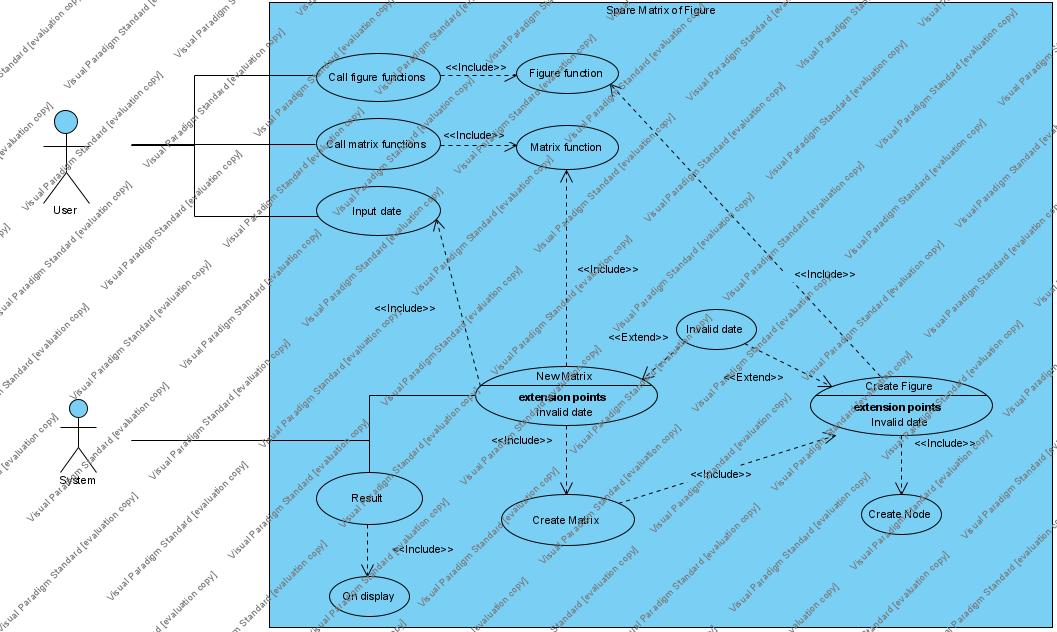 Spare Matrix of Figure
Call figure functions
<<Include>>
Figure function
Call matrix functions
<<Include>>
Matrix function
User
Input date
<<Include>>
<<Include>>
<<Include>>
Invalid date
<<Extend>>
<<Extend>>
New Matrix
extension points
Invalid date
Create Figure
extension points
Invalid date
System
<<Include>>
<<Include>>
<<Include>>
Result
Create Matrix
Create Node
<<Include>>
On display
Visual Paradigm Standard [evaluation copy]